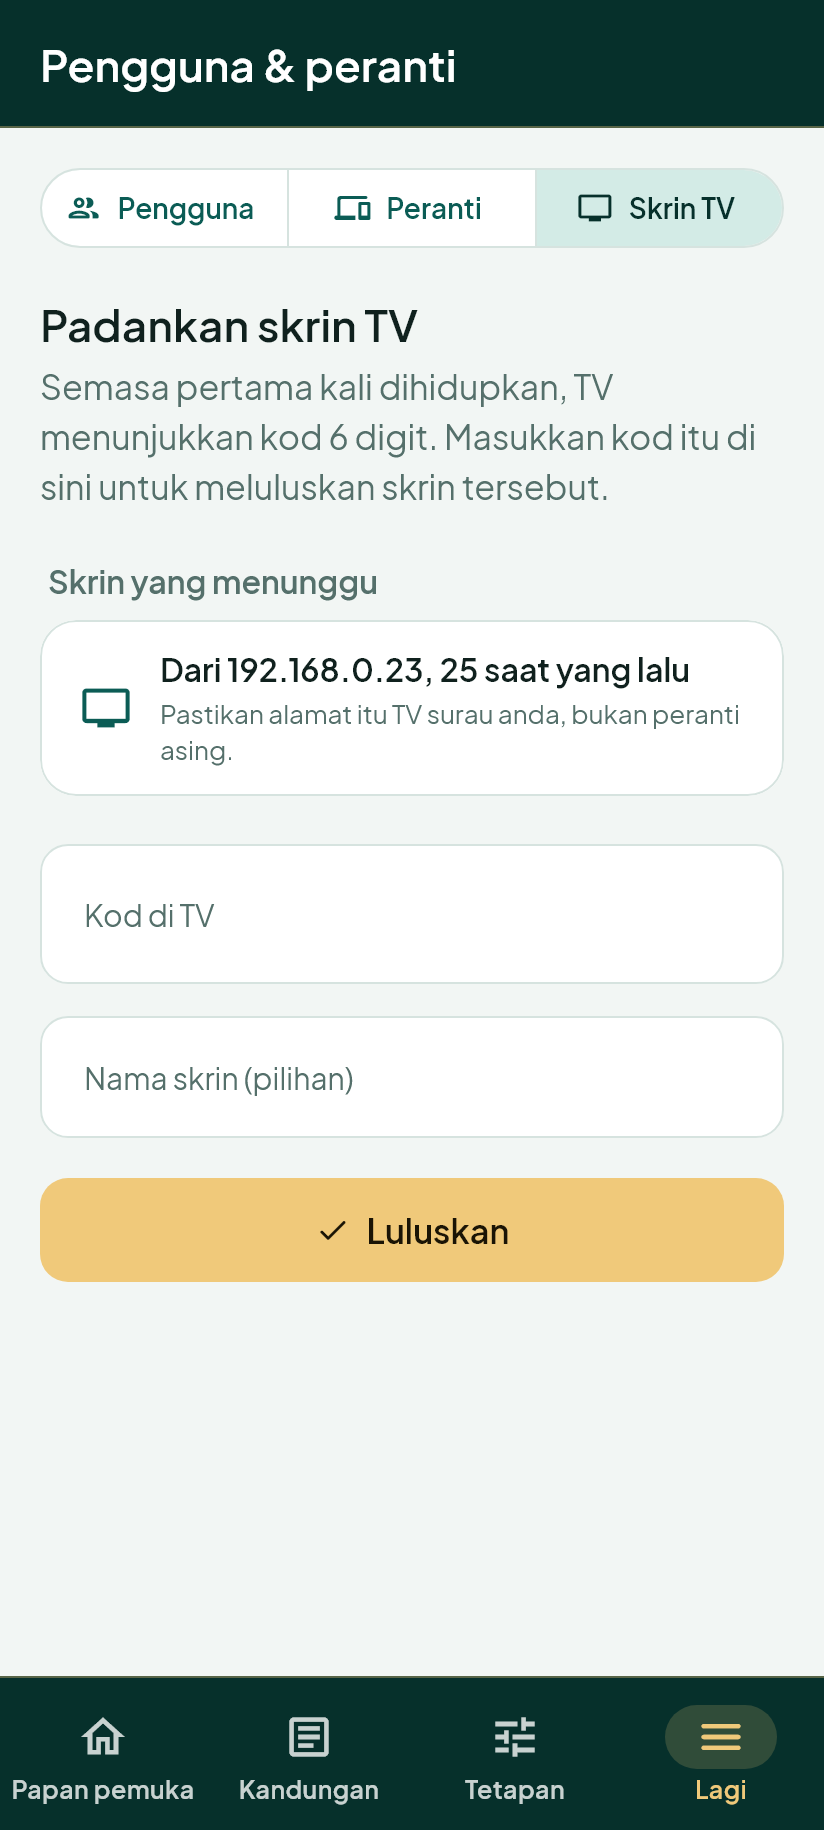 Pengguna & peranti
Pengguna
Peranti
Skrin TV
Padankan skrin TV
Semasa pertama kali dihidupkan, TV
menunjukkan kod 6 digit. Masukkan kod itu di
sini untuk meluluskan skrin tersebut.
Skrin yang menunggu
Dari 192.168.0.23, 25 saat yang lalu
Pastikan alamat itu TV surau anda, bukan peranti
asing.
Kod di TV
Nama skrin (pilihan)
Luluskan
Papan pemuka
Kandungan
Tetapan
Lagi